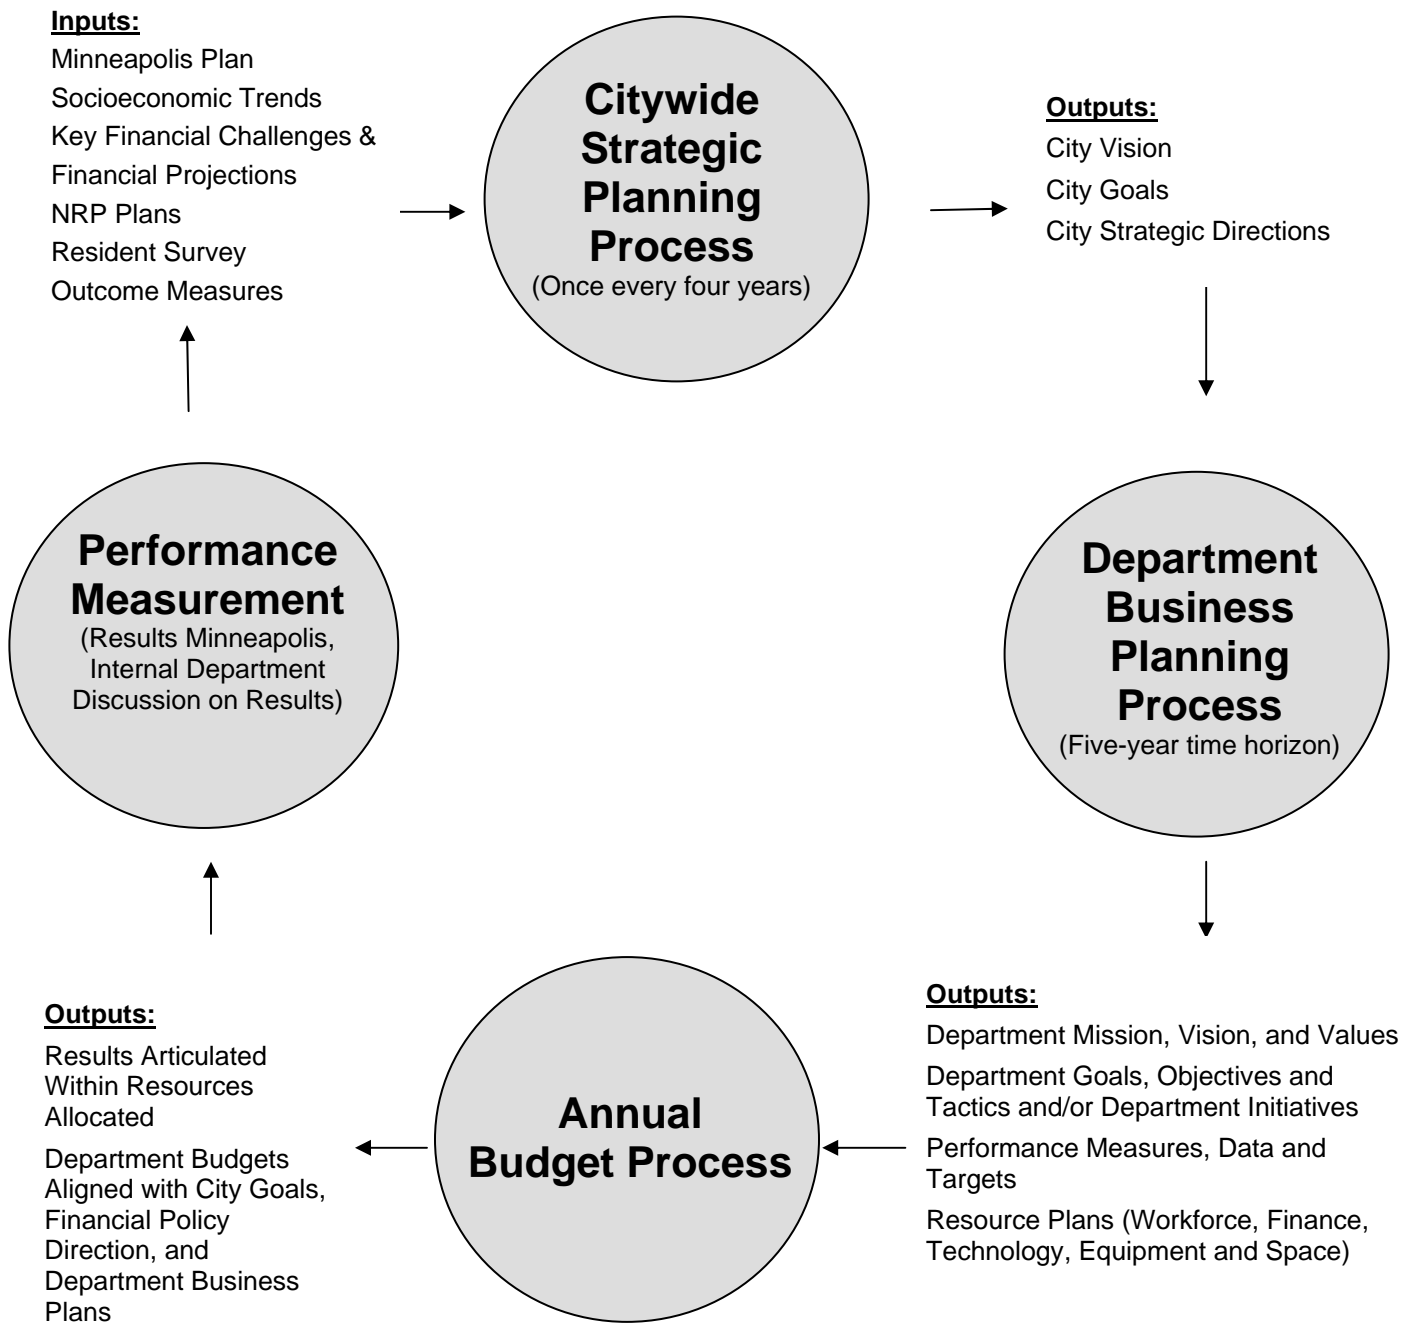 Inputs:
Minneapolis Plan
Socioeconomic Trends
Key Financial Challenges &
Financial Projections
NRP Plans
Resident Survey
Outcome Measures
Citywide
Strategic
Planning
Process
(Once every four years)
Outputs:
City Vision
City Goals
City Strategic Directions
Department
Business
Planning
Process
(Five-year time horizon)
Outputs:
Department Mission, Vision, and Values
Department Goals, Objectives and
Tactics and/or Department Initiatives
Performance Measures, Data and
Targets
Resource Plans (Workforce, Finance,
Technology, Equipment and Space)
Annual
Budget Process
Outputs:
Results Articulated
Within Resources
Allocated
Department Budgets
Aligned with City Goals,
Financial Policy
Direction, and
Department Business
Plans
Performance
Measurement
(Results Minneapolis,
Internal Department
Discussion on Results)